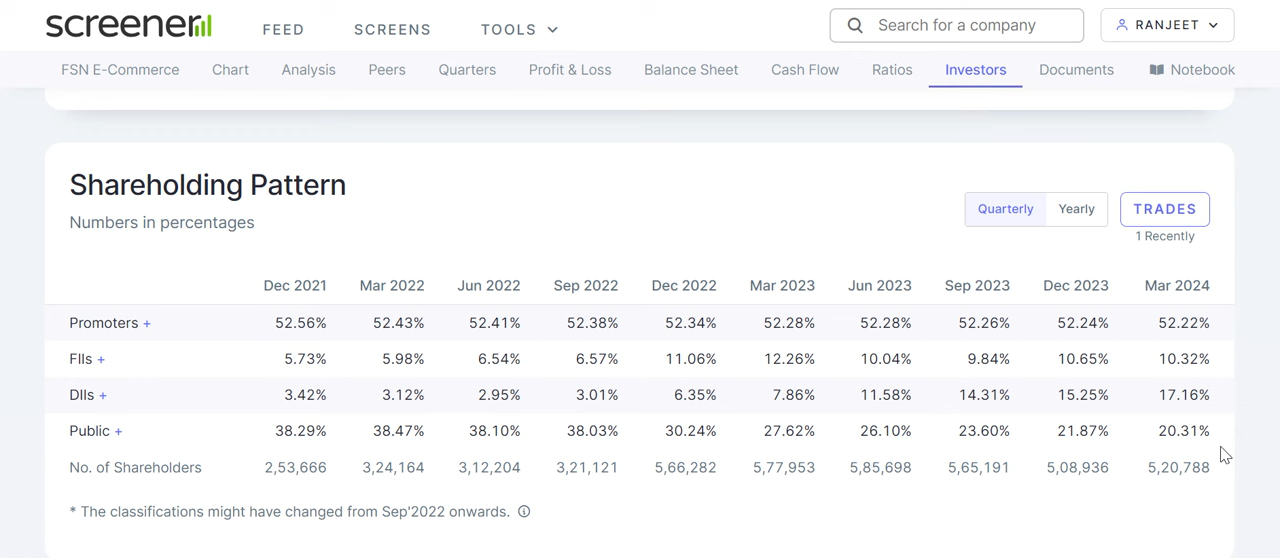 screener FEED SCREENS TOOLS Search for a company RANJEET
FSN E-Commerce Chart Analysis Peers Quarters Profit & Loss Balance Sheet Cash Flow Ratios Investors Documents Notebook
Shareholding Pattern
Numbers in percentages
Quarterly Yearly TRADES
1 Recently
Dec 2021 Mar 2022 Jun 2022 Sep 2022 Dec 2022 Mar 2023 Jun 2023 Sep 2023 Dec 2023 Mar 2024
Promoters + 52.56% 52.43% 52.41% 52.38% 52.34% 52.28% 52.28% 52.26% 52.24% 52.22%
FIIs + 5.73% 5.98% 6.54% 6.57% 11.06% 12.26% 10.04% 9.84% 10.65% 10.32%
DIIs + 3.42% 3.12% 2.95% 3.01% 6.35% 7.86% 11.58% 14.31% 15.25% 17.16%
Public + 38.29% 38.47% 38.10% 38.03% 30.24% 27.62% 26.10% 23.60% 21.87% 20.31%
No. of Shareholders 2,53,666 3,24,164 3,12,204 3,21,121 5,66,282 5,77,953 5,85,698 5,65,191 5,08,936 5,20,788
* The classifications might have changed from Sep'2022 onwards.